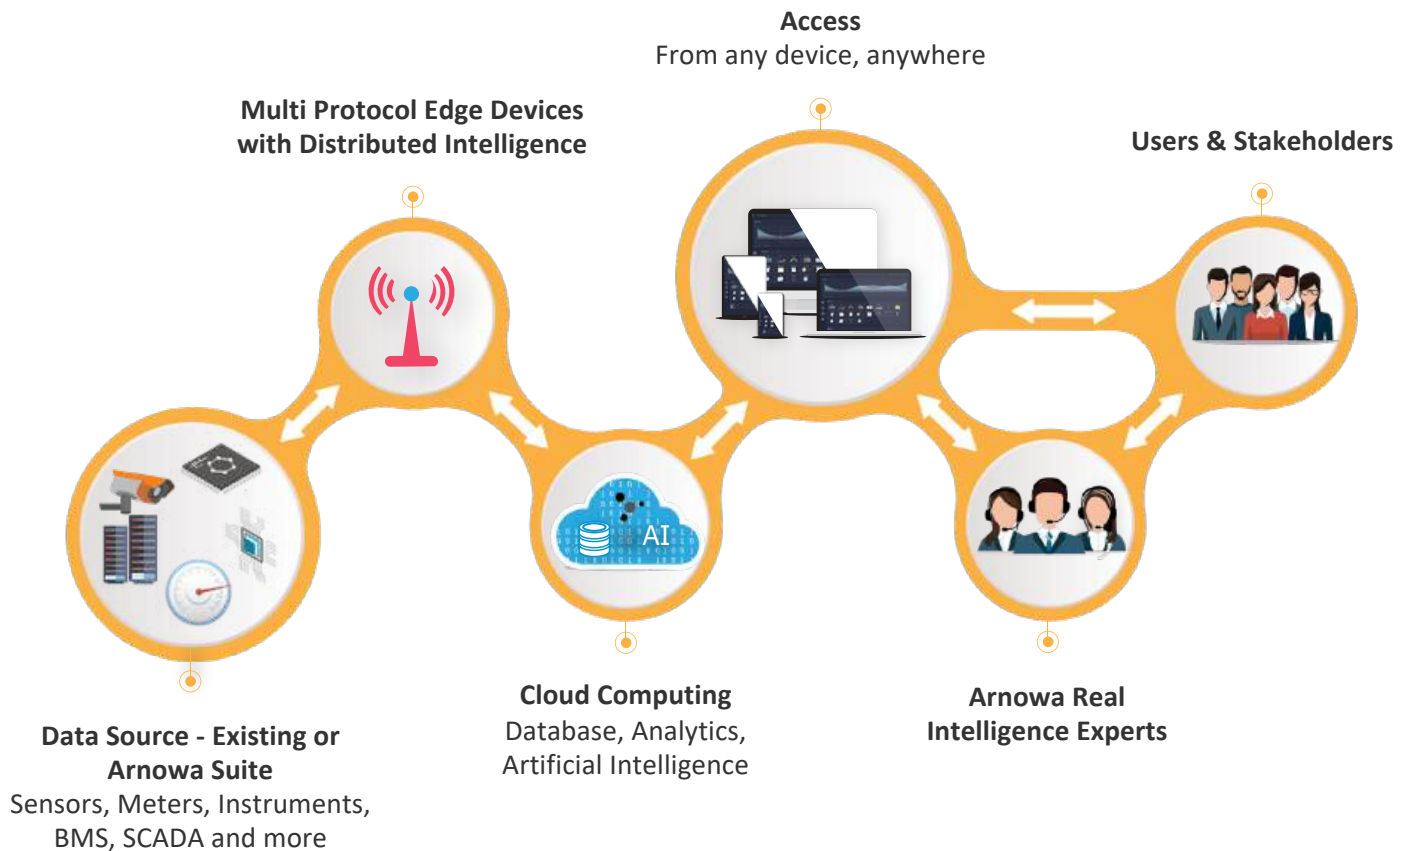 Access
From any device, anywhere
Multi Protocol Edge Devices
with Distributed Intelligence
Users & Stakeholders
AI
Data Source - Existing or
Arnowa Suite
Sensors, Meters, Instruments,
BMS, SCADA and more
Cloud Computing
Database, Analytics,
Artificial Intelligence
Arnowa Real
Intelligence Experts